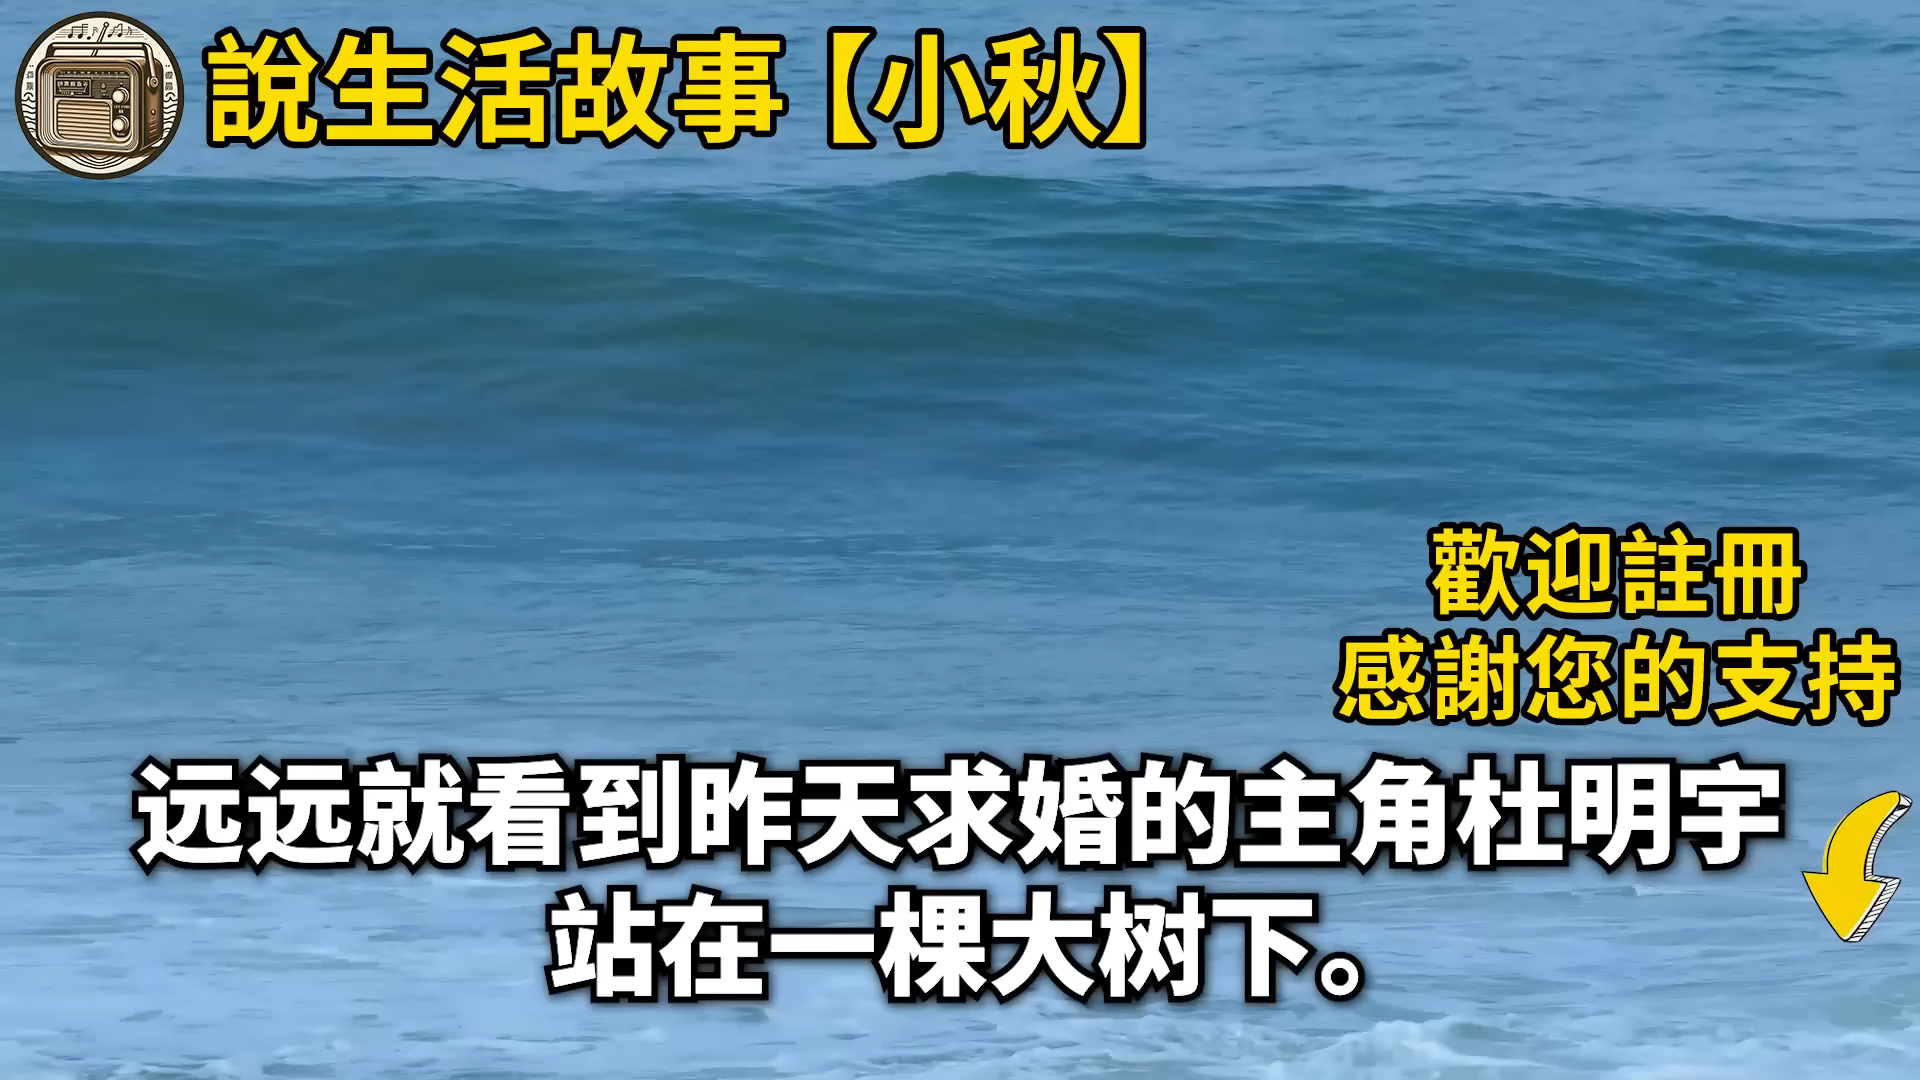 說生活故事【小秋】
歡迎註冊
感謝您的支持
远远就看到昨天求婚的主角杜明宇
站在一棵大树下。